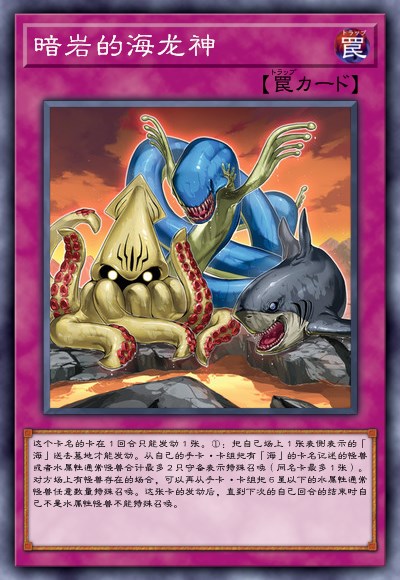 暗岩的海龙神
トラップ
罠
トラップ
【罠カード】
这个卡名的卡在1回合只能发动1张。①:把自己场上1张表侧表示的「
海」送去墓地才能发动。从自己的手卡·卡组把有「海」的卡名记述的怪兽
或者水属性通常怪兽合计最多2只守备表示特殊召唤(同名卡最多1张)。
对方场上有怪兽存在的场合,可以再从手卡·卡组把6星以下的水属性通常
怪兽任意数量特殊召唤。这张卡的发动后,直到下次的自己回合的结束时自
己不是水属性怪兽不能特殊召唤。